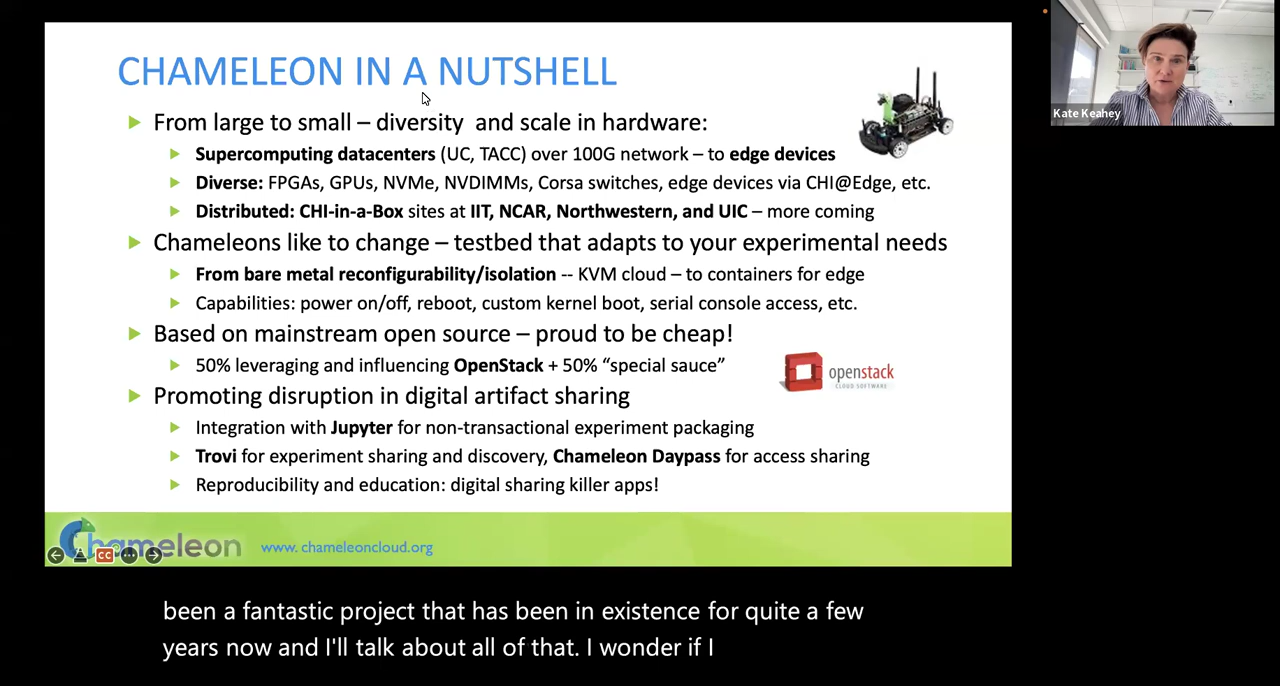 CHAMELEON IN A NUTSHELL
From large to small – diversity and scale in hardware:
Supercomputing datacenters (UC, TACC) over 100G network – to edge devices
Diverse: FPGAs, GPUs, NVMe, NVDIMMs, Corsa switches, edge devices via CHI@Edge, etc.
Distributed: CHI-in-a-Box sites at IIT, NCAR, Northwestern, and UIC – more coming
Chameleons like to change – testbed that adapts to your experimental needs
From bare metal reconfigurability/isolation -- KVM cloud – to containers for edge
Capabilities: power on/off, reboot, custom kernel boot, serial console access, etc.
Based on mainstream open source – proud to be cheap!
50% leveraging and influencing OpenStack + 50% “special sauce”
openstack
CLOUD SOFTWARE
Promoting disruption in digital artifact sharing
Integration with Jupyter for non-transactional experiment packaging
Trovi for experiment sharing and discovery, Chameleon Daypass for access sharing
Reproducibility and education: digital sharing killer apps!
Chameleon
www. chameleoncloud.org
CC
Kate Keahey
been a fantastic project that has been in existence for quite a few
years now and I'll talk about all of that. I wonder if I